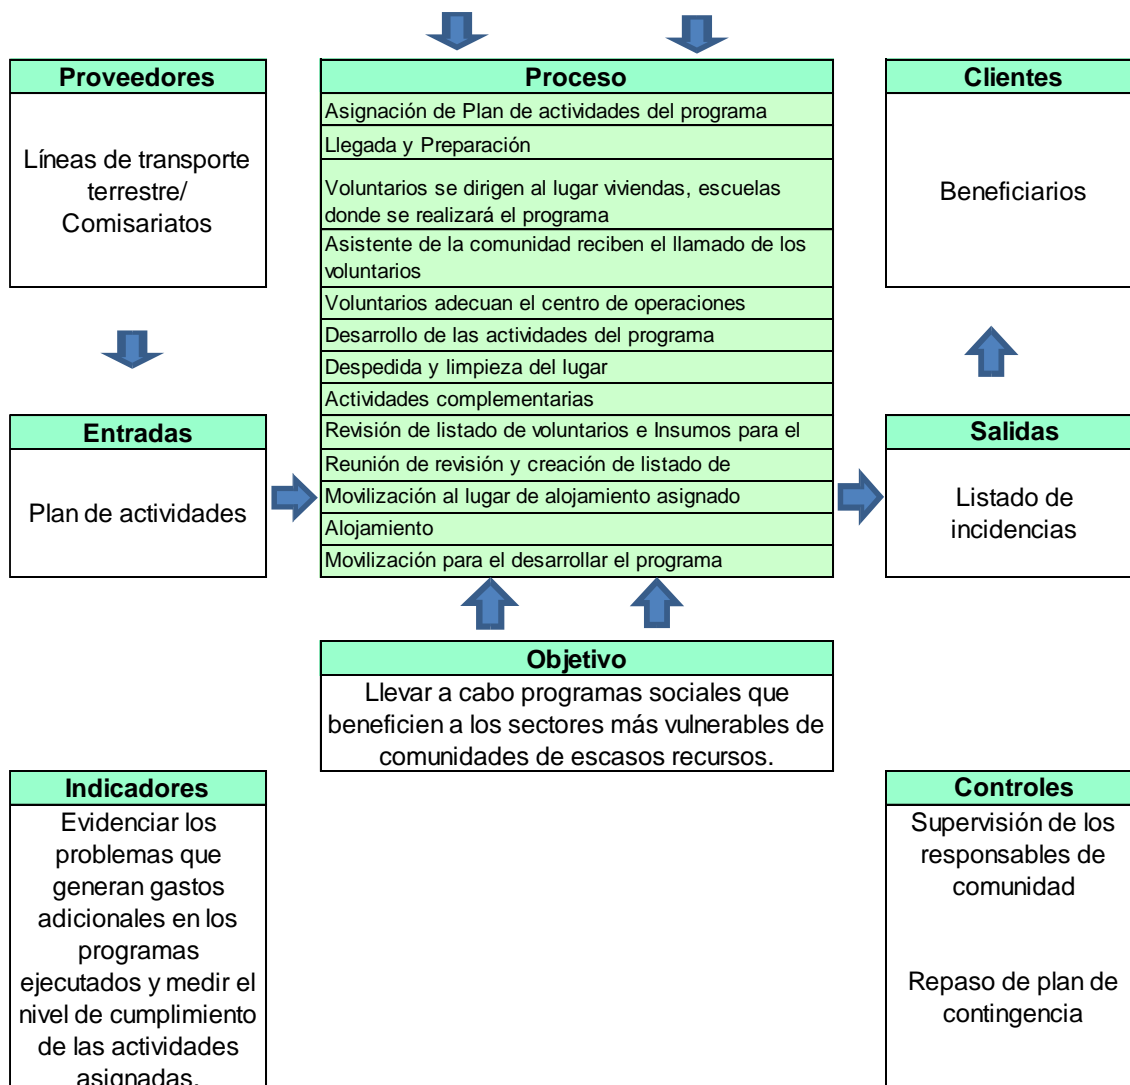 Proveedores
Líneas de transporte
terrestre/
Comisariatos
Proceso
Asignación de Plan de actividades del programa
Llegada y Preparación
Voluntarios se dirigen al lugar viviendas, escuelas
donde se realizará el programa
Asistente de la comunidad reciben el llamado de los
voluntarios
Voluntarios adecuan el centro de operaciones
Desarrollo de las actividades del programa
Despedida y limpieza del lugar
Actividades complementarias
Revisión de listado de voluntarios e Insumos para el
Reunión de revisión y creación de listado de
Movilización al lugar de alojamiento asignado
Alojamiento
Movilización para el desarrollar el programa
Clientes
Beneficiarios
Entradas
Plan de actividades
Salidas
Listado de
incidencias
Objetivo
Llevar a cabo programas sociales que
beneficien a los sectores más vulnerables de
comunidades de escasos recursos.
Indicadores
Evidenciar los
problemas que
generan gastos
adicionales en los
programas
ejecutados y medir el
nivel de cumplimiento
de las actividades
asignadas.
Controles
Supervisión de los
responsables de
comunidad
Repaso de plan de
contingencia